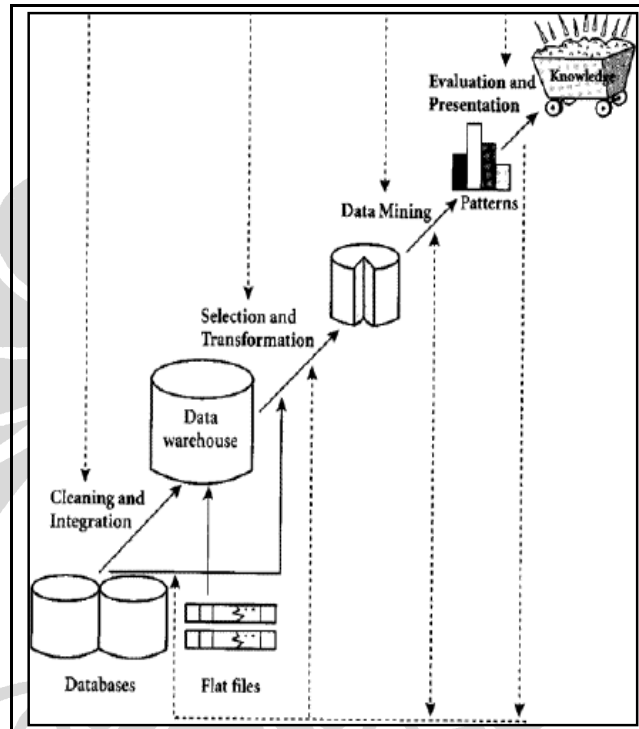 Knowledge
Evaluation and
Presentation
Patterns
Data Mining
Selection and
Transformation
Data
warehouse
Cleaning and
Integration
Databases
Flat files